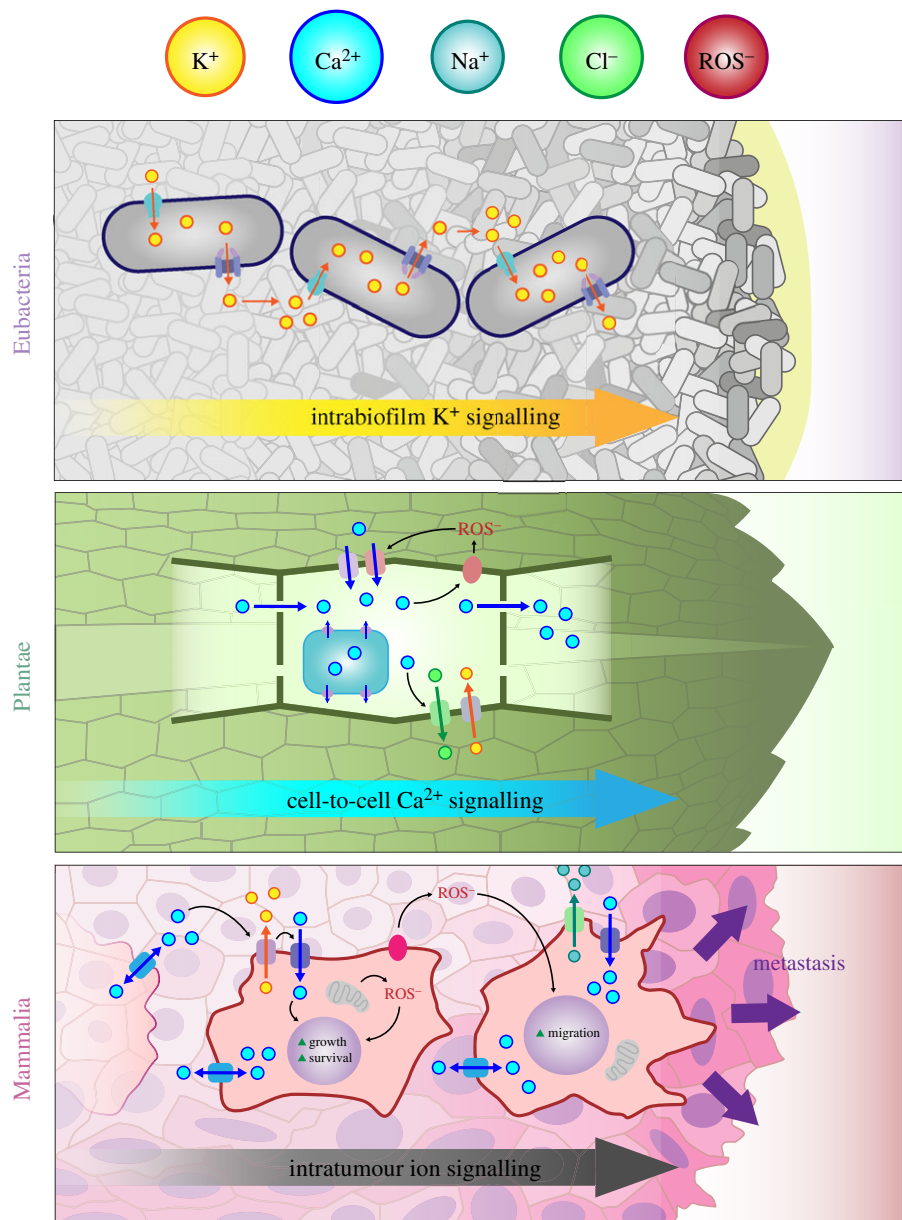 K⁺
Ca²⁺
Na⁺
Cl⁻
ROS⁻
Eubacteria
intrabiofilm K⁺ signalling
Plantae
ROS⁻
cell-to-cell Ca²⁺ signalling
Mammalia
ROS⁻
metastasis
ROS⁻
▲ migration
▲ growth
▲ survival
intratumour ion signalling